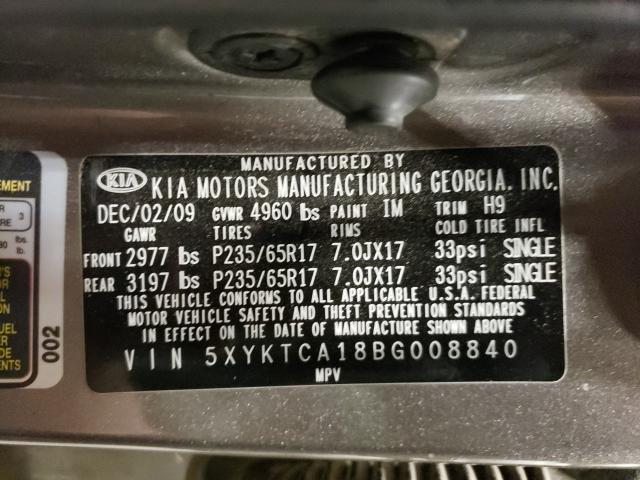 MANUFACTURED BY
KIA KIA MOTORS MANUFACTURING GEORGIA. INC.
DEC/02/09 GVWR 4960 lbs PAINT IM TRIM H9
GAWR TIRES RIMS COLD TIRE INFL
FRONT 2977 lbs P235/65R17 7.0JX17 33psi SINGLE
REAR 3197 lbs P235/65R17 7.0JX17 33psi SINGLE
THIS VEHICLE CONFORMS TO ALL APPLICABLE U.S.A. FEDERAL
MOTOR VEHICLE SAFETY AND THEFT PREVENTION STANDARDS
IN EFFECT ON THE DATE OF MANUFACTURE SHOWN ABOVE
VIN 5XYKTCA18BG008840
MPV
002
3
lbs.
lb.